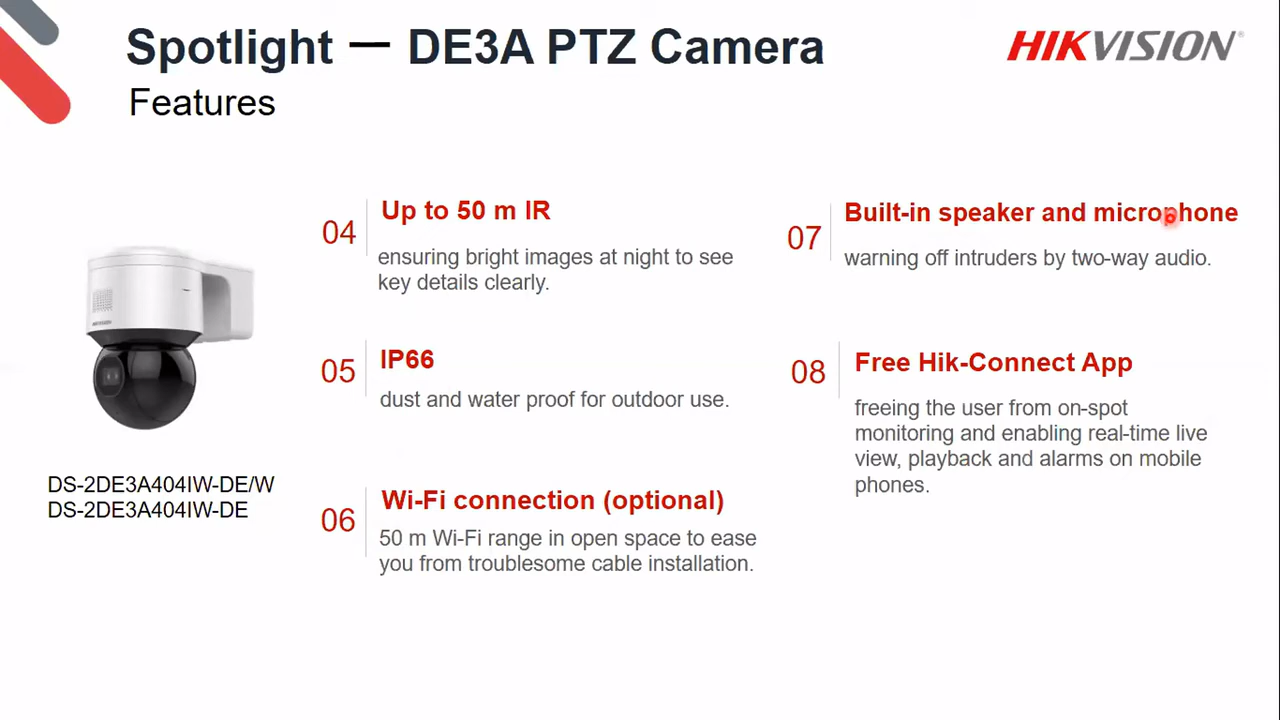 Spotlight — DE3A PTZ Camera
HIKVISION®
Features
04
Up to 50 m IR
ensuring bright images at night to see
key details clearly.
05
IP66
dust and water proof for outdoor use.
06
Wi-Fi connection (optional)
50 m Wi-Fi range in open space to ease
you from troublesome cable installation.
07
Built-in speaker and microphone
warning off intruders by two-way audio.
08
Free Hik-Connect App
freeing the user from on-spot
monitoring and enabling real-time live
view, playback and alarms on mobile
phones.
DS-2DE3A404IW-DE/W
DS-2DE3A404IW-DE